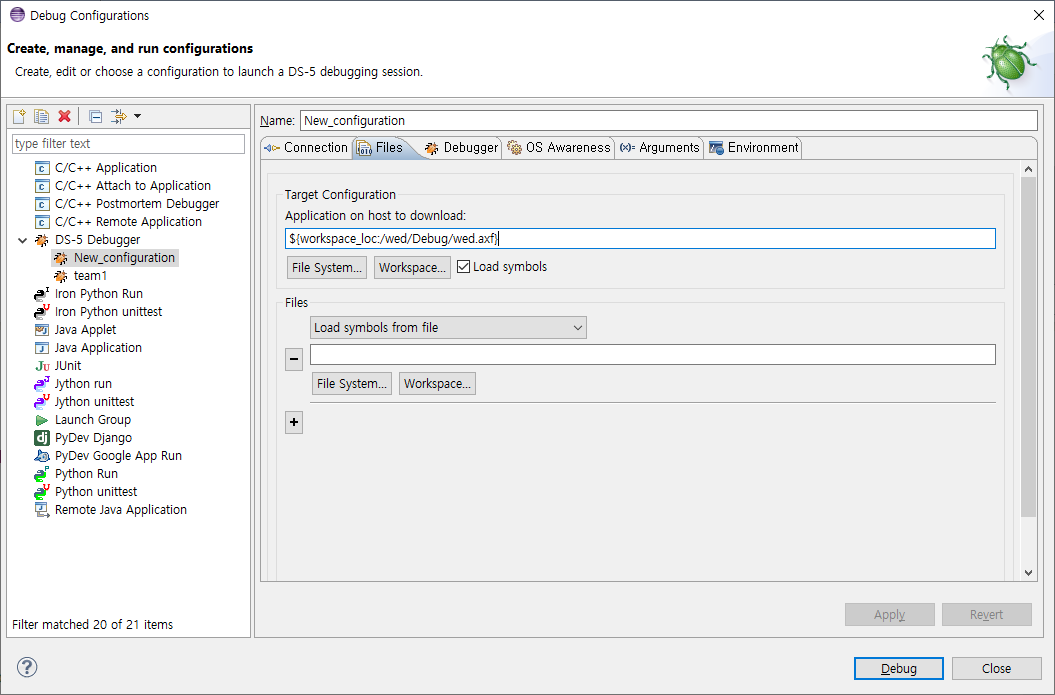 Debug Configurations
Create, manage, and run configurations
Create, edit or choose a configuration to launch a DS-5 debugging session.
type filter text
C/C++ Application
C/C++ Attach to Application
C/C++ Postmortem Debugger
C/C++ Remote Application
DS-5 Debugger
New_configuration
team1
Iron Python Run
Iron Python unittest
Java Applet
Java Application
JUnit
Jython run
Jython unittest
Launch Group
PyDev Django
PyDev Google App Run
Python Run
Python unittest
Remote Java Application
Filter matched 20 of 21 items
Name: New_configuration
Connection Files Debugger OS Awareness Arguments Environment
Target Configuration
Application on host to download:
${workspace_loc:/wed/Debug/wed.axf}
File System... Workspace... Load symbols
Files
Load symbols from file
File System... Workspace...
Apply Revert
Debug Close